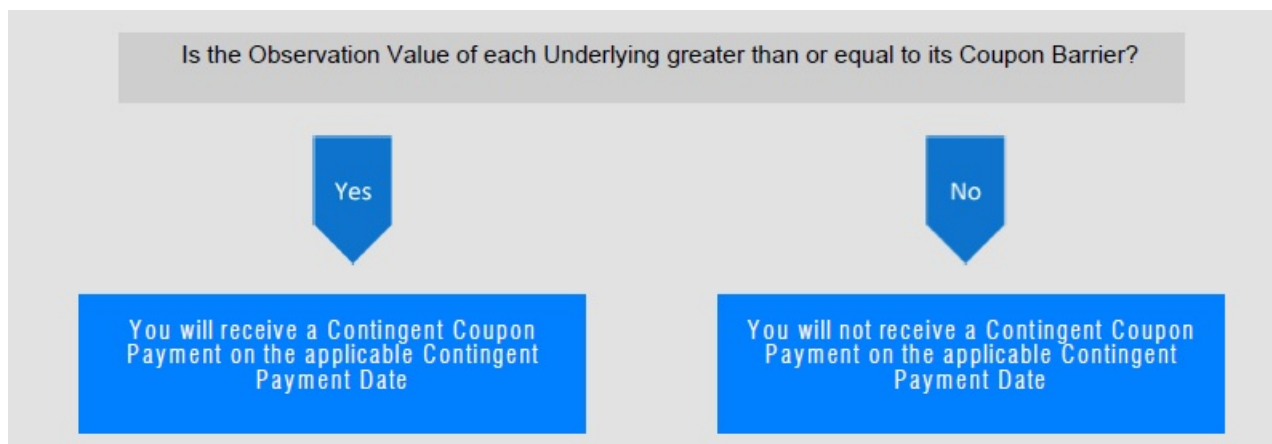 Is the Observation Value of each Underlying greater than or equal to its Coupon Barrier?
Yes
No
You will receive a Contingent Coupon
Payment on the applicable Contingent
Payment Date
You will not receive a Contingent Coupon
Payment on the applicable Contingent
Payment Date